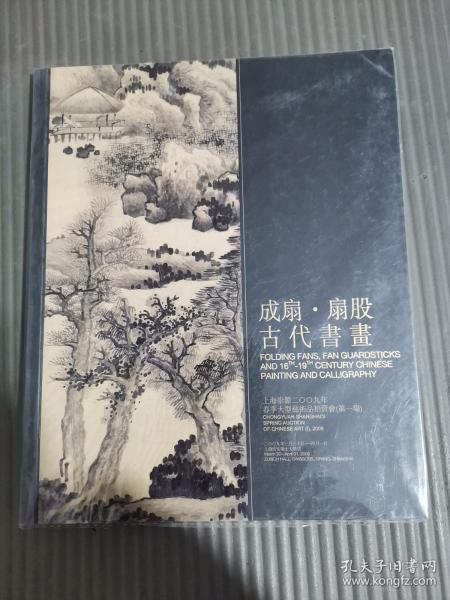 成扇·扇股
古代書畫
FOLDING FANS, FAN GUARDSTICKS
AND 16TH-19TH CENTURY CHINESE
PAINTING AND CALLIGRAPHY
上海崇源二〇〇九年
春季大型藝術品拍賣會(第一場)
CHONGYUAN SHANGHAI'S
SPRING AUCTION
OF CHINESE ART (I), 2009
孔夫子旧书网
www.kongfz.com